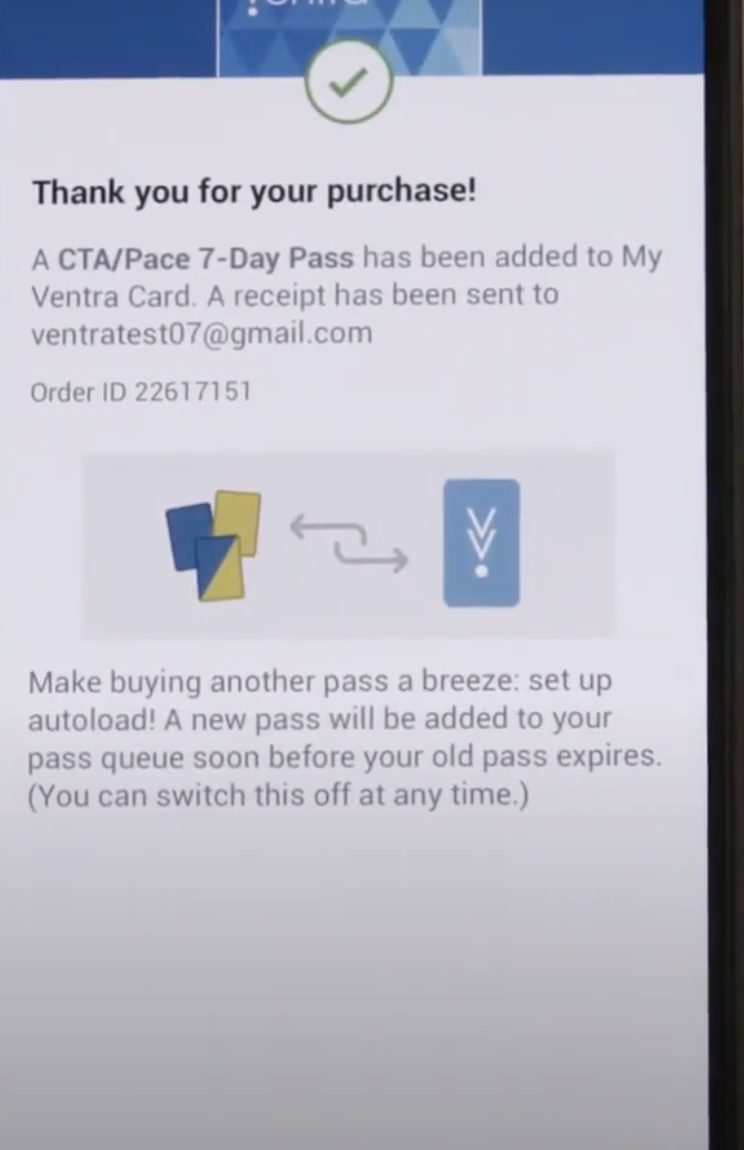 Thank you for your purchase!
A CTA/Pace 7-Day Pass has been added to My
Ventra Card. A receipt has been sent to
ventratest07@gmail.com
Order ID 22617151
Make buying another pass a breeze: set up
autoload! A new pass will be added to your
pass queue soon before your old pass expires.
(You can switch this off at any time.)